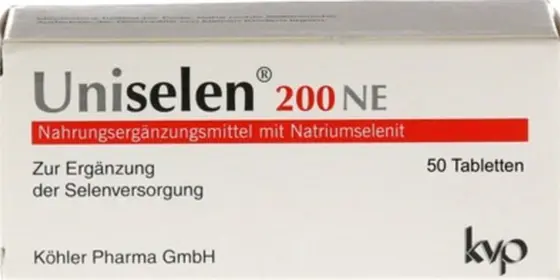 Uniselen® 200 NE
Nahrungsergänzungsmittel mit Natriumselenit
Zur Ergänzung
der Selenversorgung
50 Tabletten
Köhler Pharma GmbH
kvp